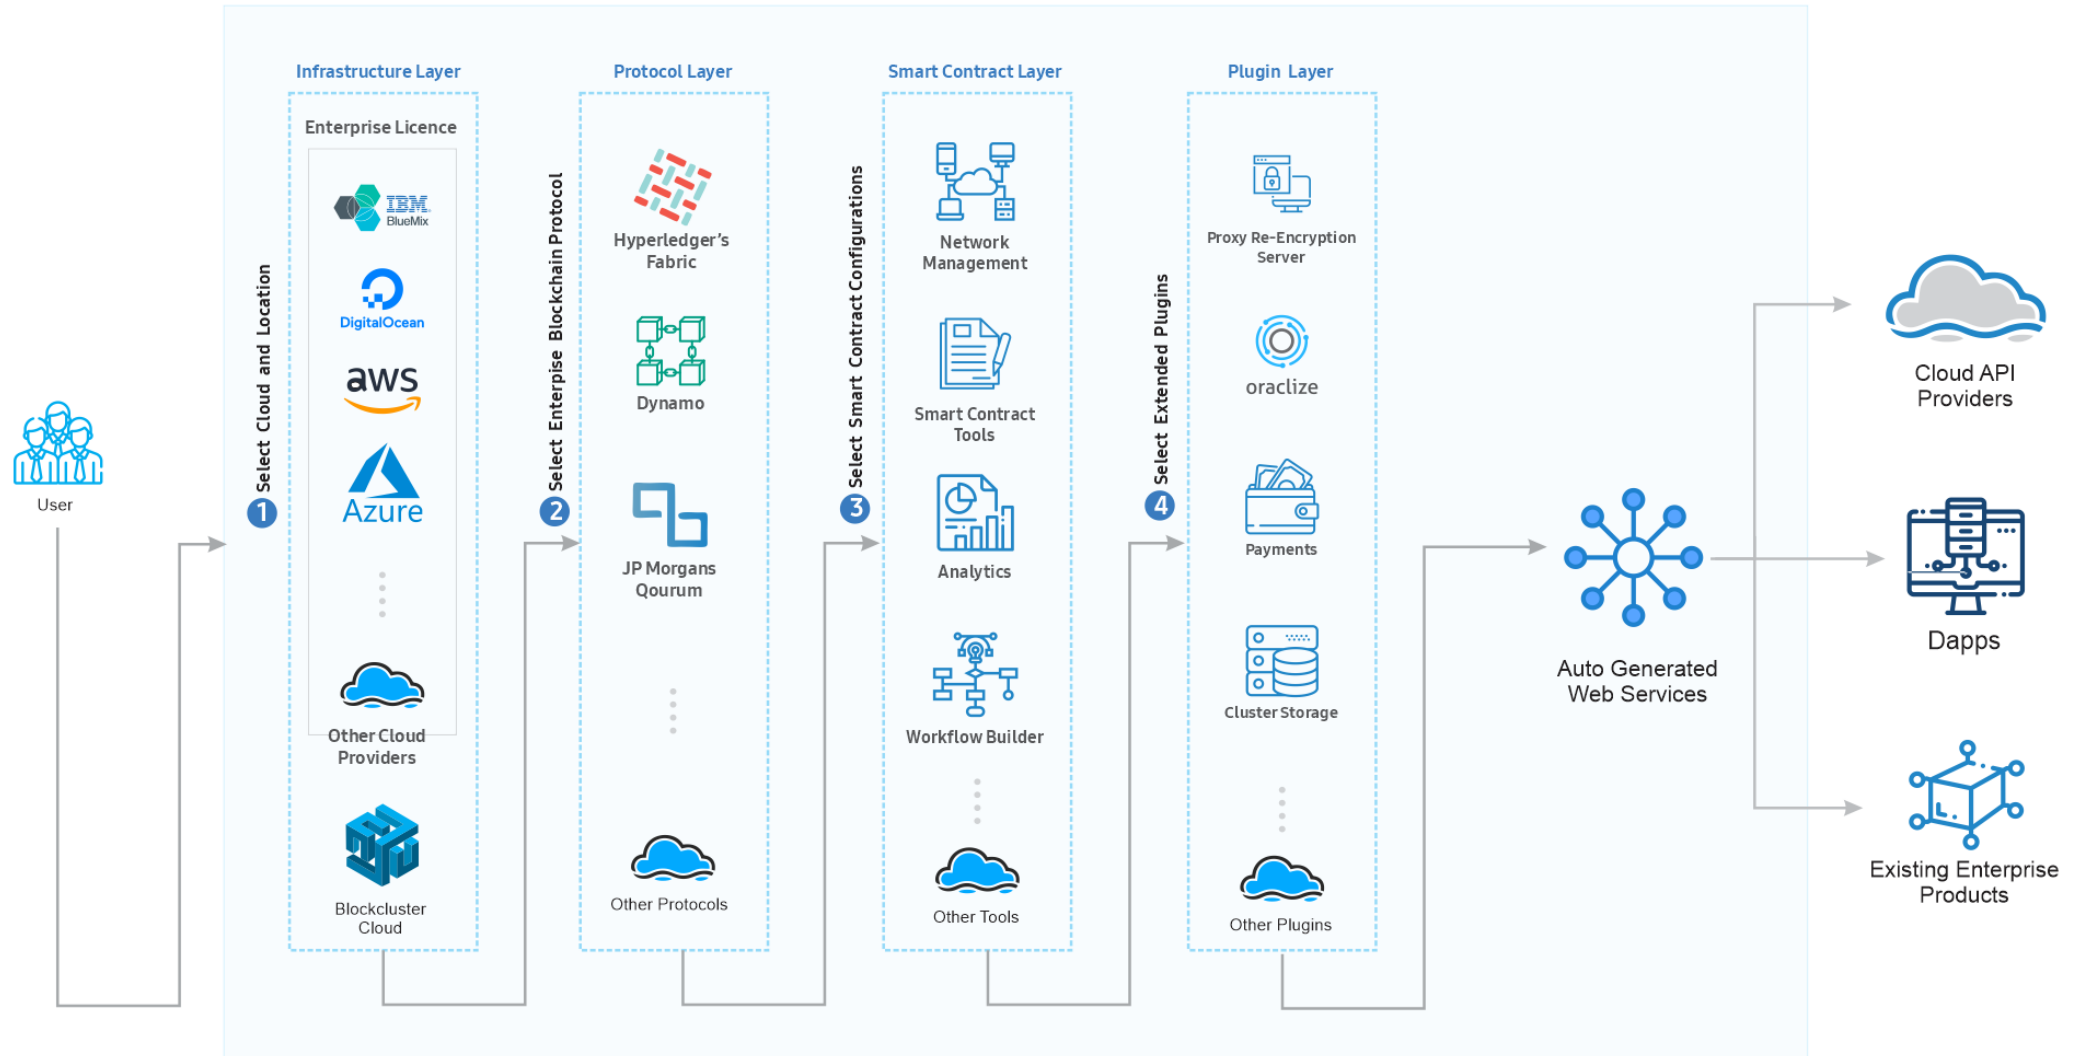 Infrastructure Layer
Enterprise Licence
IBM
BlueMix
DigitalOcean
aws
Azure
Other Cloud
Providers
Blockcluster
Cloud
User
1 Select Cloud and Location
Protocol Layer
Hyperledger's
Fabric
Dynamo
JP Morgans
Qourum
Other Protocols
2 Select Enterpise Blockchain Protocol
Smart Contract Layer
Network
Management
Smart Contract
Tools
Analytics
Workflow Builder
Other Tools
3 Select Smart Contract Configurations
Plugin Layer
Proxy Re-Encryption
Server
oraclize
Payments
Cluster Storage
Other Plugins
4 Select Extended Plugins
Auto Generated
Web Services
Cloud API
Providers
Dapps
Existing Enterprise
Products